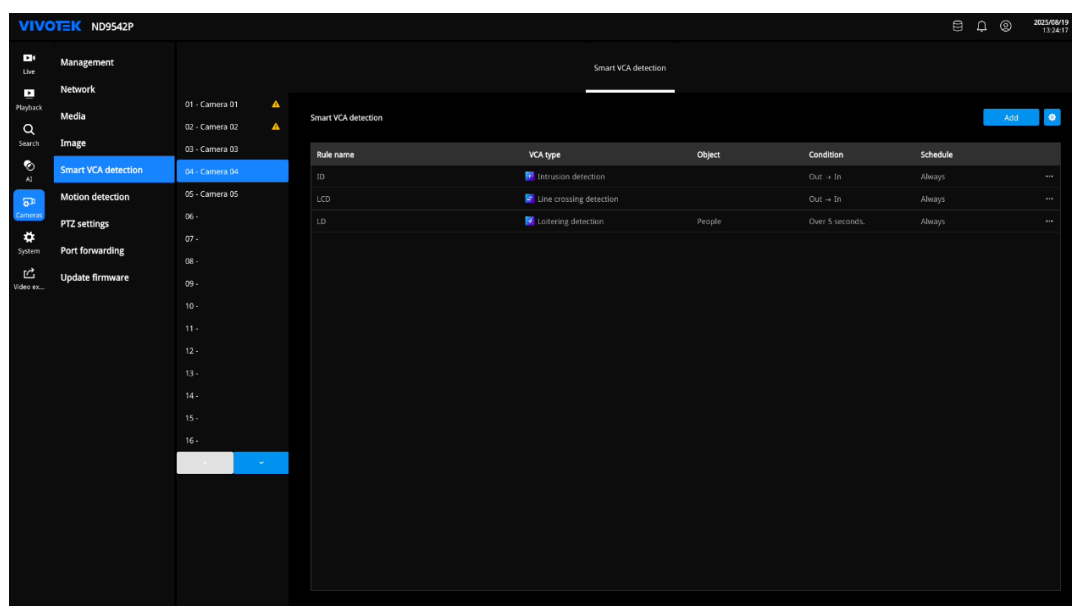 VIVOTEK ND9542P
2025/08/19
13:24:17
Live
Playback
Search
AI
Cameras
System
Video ex...
Management
Network
Media
Image
Smart VCA detection
Motion detection
PTZ settings
Port forwarding
Update firmware
01 - Camera 01
02 - Camera 02
03 - Camera 03
04 - Camera 04
05 - Camera 05
06 -
07 -
08 -
09 -
10 -
11 -
12 -
13 -
14 -
15 -
16 -
Smart VCA detection
Smart VCA detection
Add
Rule name VCA type Object Condition Schedule
ID Intrusion detection Out → In Always ...
LCD Line crossing detection Out → In Always ...
LD Loitering detection People Over 5 seconds. Always ...